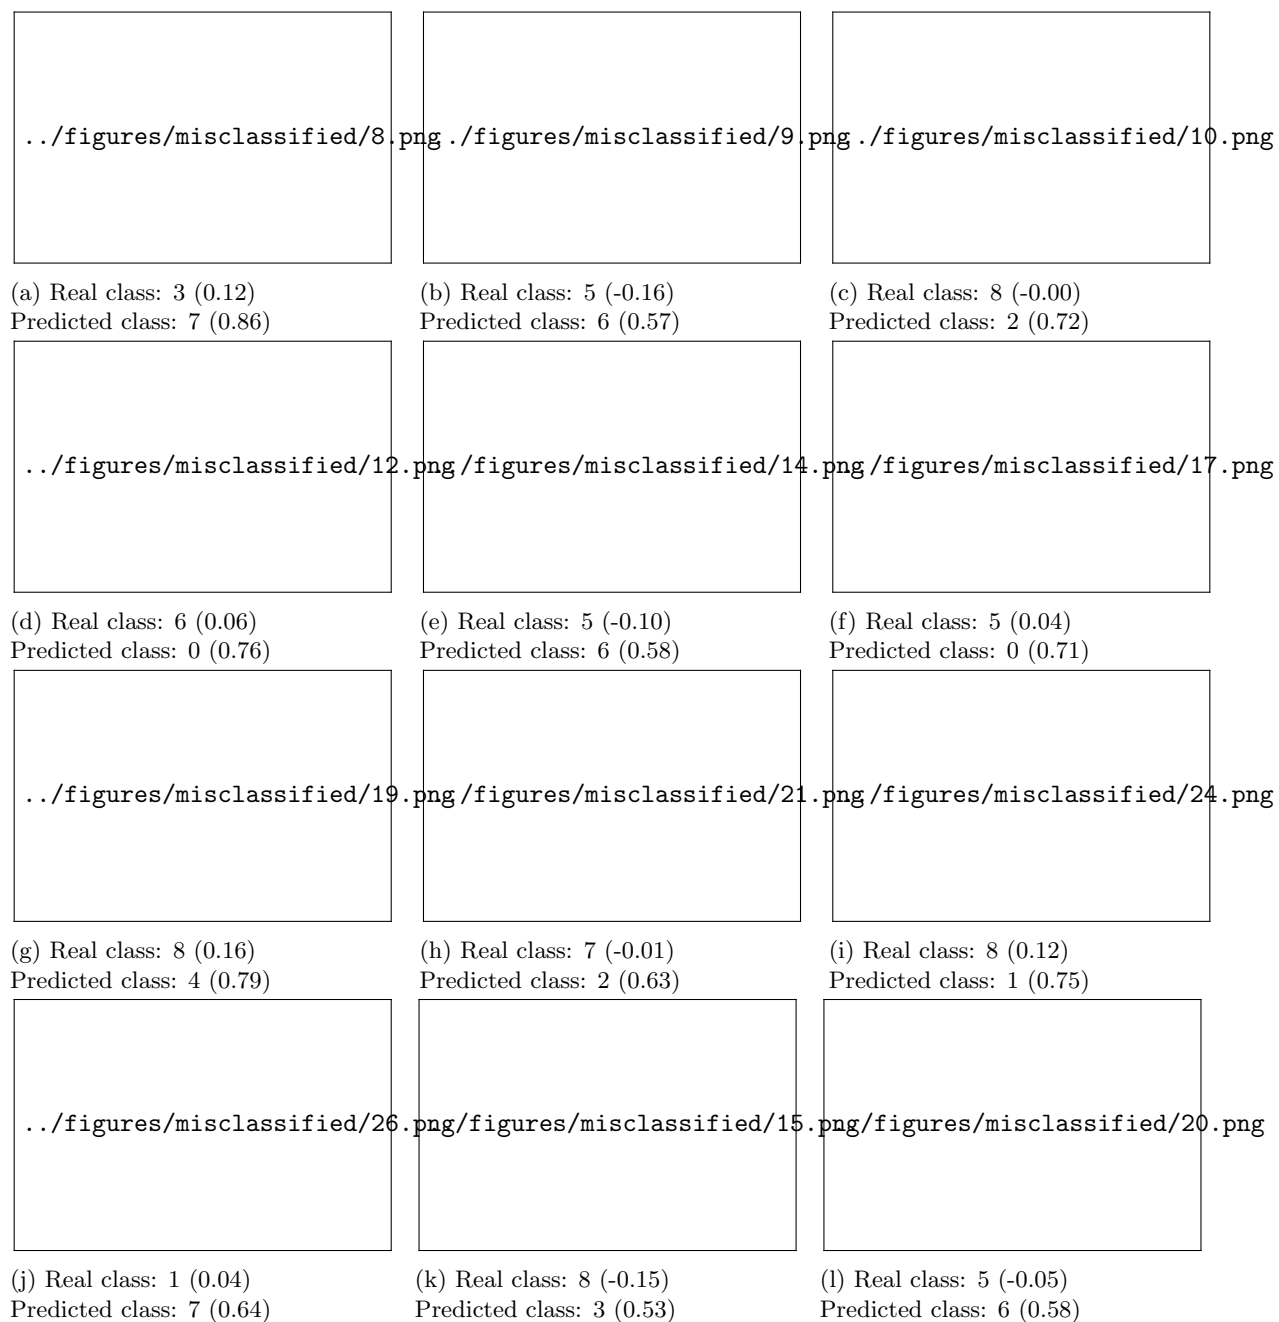 ../figures/misclassified/8.png
./figures/misclassified/9.png
./figures/misclassified/10.png
(a) Real class: 3 (0.12)
Predicted class: 7 (0.86)
(b) Real class: 5 (-0.16)
Predicted class: 6 (0.57)
(c) Real class: 8 (-0.00)
Predicted class: 2 (0.72)
../figures/misclassified/12.png
/figures/misclassified/14.png
/figures/misclassified/17.png
(d) Real class: 6 (0.06)
Predicted class: 0 (0.76)
(e) Real class: 5 (-0.10)
Predicted class: 6 (0.58)
(f) Real class: 5 (0.04)
Predicted class: 0 (0.71)
../figures/misclassified/19.png
/figures/misclassified/21.png
/figures/misclassified/24.png
(g) Real class: 8 (0.16)
Predicted class: 4 (0.79)
(h) Real class: 7 (-0.01)
Predicted class: 2 (0.63)
(i) Real class: 8 (0.12)
Predicted class: 1 (0.75)
../figures/misclassified/26.png
/figures/misclassified/15.png
/figures/misclassified/20.png
(j) Real class: 1 (0.04)
Predicted class: 7 (0.64)
(k) Real class: 8 (-0.15)
Predicted class: 3 (0.53)
(l) Real class: 5 (-0.05)
Predicted class: 6 (0.58)